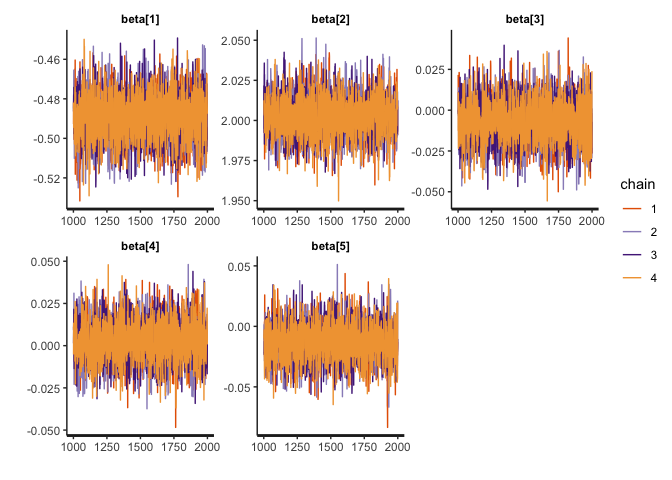 beta[1] beta[2] beta[3]
-0.46 -0.48 -0.50 -0.52
2.050 2.025 2.000 1.975 1.950
0.025 0.000 -0.025 -0.050
1000 1250 1500 1750 2000 1000 1250 1500 1750 2000 1000 1250 1500 1750 2000
chain
1
2
3
4
beta[4] beta[5]
0.050 0.025 0.000 -0.025 -0.050
0.05 0.00 -0.05
1000 1250 1500 1750 2000 1000 1250 1500 1750 2000